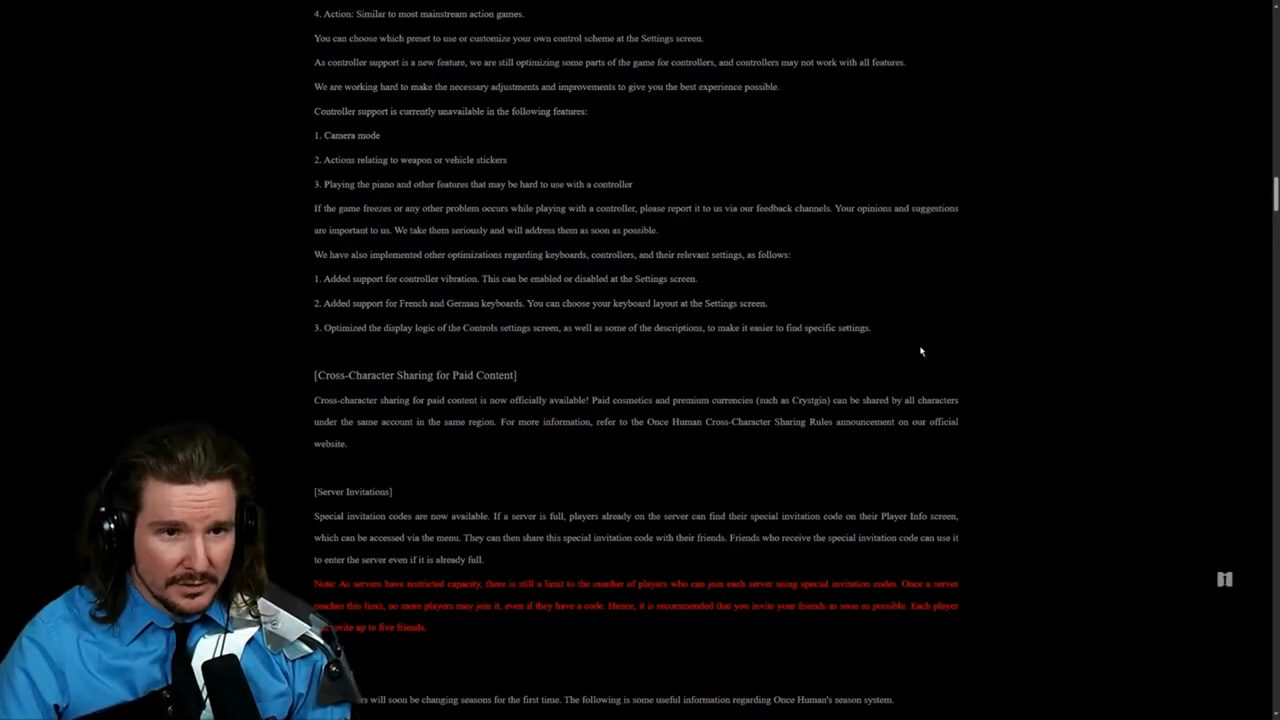 4. Action: Similar to most mainstream action games.
You can choose which preset to use or customize your own control scheme at the Settings screen.
As controller support is a new feature, we are still optimizing some parts of the game for controllers, and controllers may not work with all features.
We are working hard to make the necessary adjustments and improvements to give you the best experience possible.
Controller support is currently unavailable in the following features:
1. Camera mode
2. Actions relating to weapon or vehicle stickers
3. Playing the piano and other features that may be hard to use with a controller
If the game freezes or any other problem occurs while playing with a controller, please report it to us via our feedback channels. Your opinions and suggestions
are important to us. We take them seriously and will address them as soon as possible.
We have also implemented other optimizations regarding keyboards, controllers, and their relevant settings, as follows:
1. Added support for controller vibration. This can be enabled or disabled at the Settings screen.
2. Added support for French and German keyboards. You can choose your keyboard layout at the Settings screen.
3. Optimized the display logic of the Controls settings screen, as well as some of the descriptions, to make it easier to find specific settings.
[Cross-Character Sharing for Paid Content]
Cross-character sharing for paid content is now officially available! Paid cosmetics and premium currencies (such as Crystgin) can be shared by all characters
under the same account in the same region. For more information, refer to the Once Human Cross-Character Sharing Rules announcement on our official
website.
[Server Invitations]
Special invitation codes are now available. If a server is full, players already on the server can find their special invitation code on their Player Info screen,
which can be accessed via the menu. They can then share this special invitation code with their friends. Friends who receive the special invitation code can use it
to enter the server even if it is already full.
Note: As servers have restricted capacity, there is still a limit to the number of players who can join each server using special invitation codes. Once a server
reaches this limit, no more players may join it, even if they have a code. Hence, it is recommended that you invite your friends as soon as possible. Each player
invite up to five friends.
will soon be changing seasons for the first time. The following is some useful information regarding Once Human's season system.